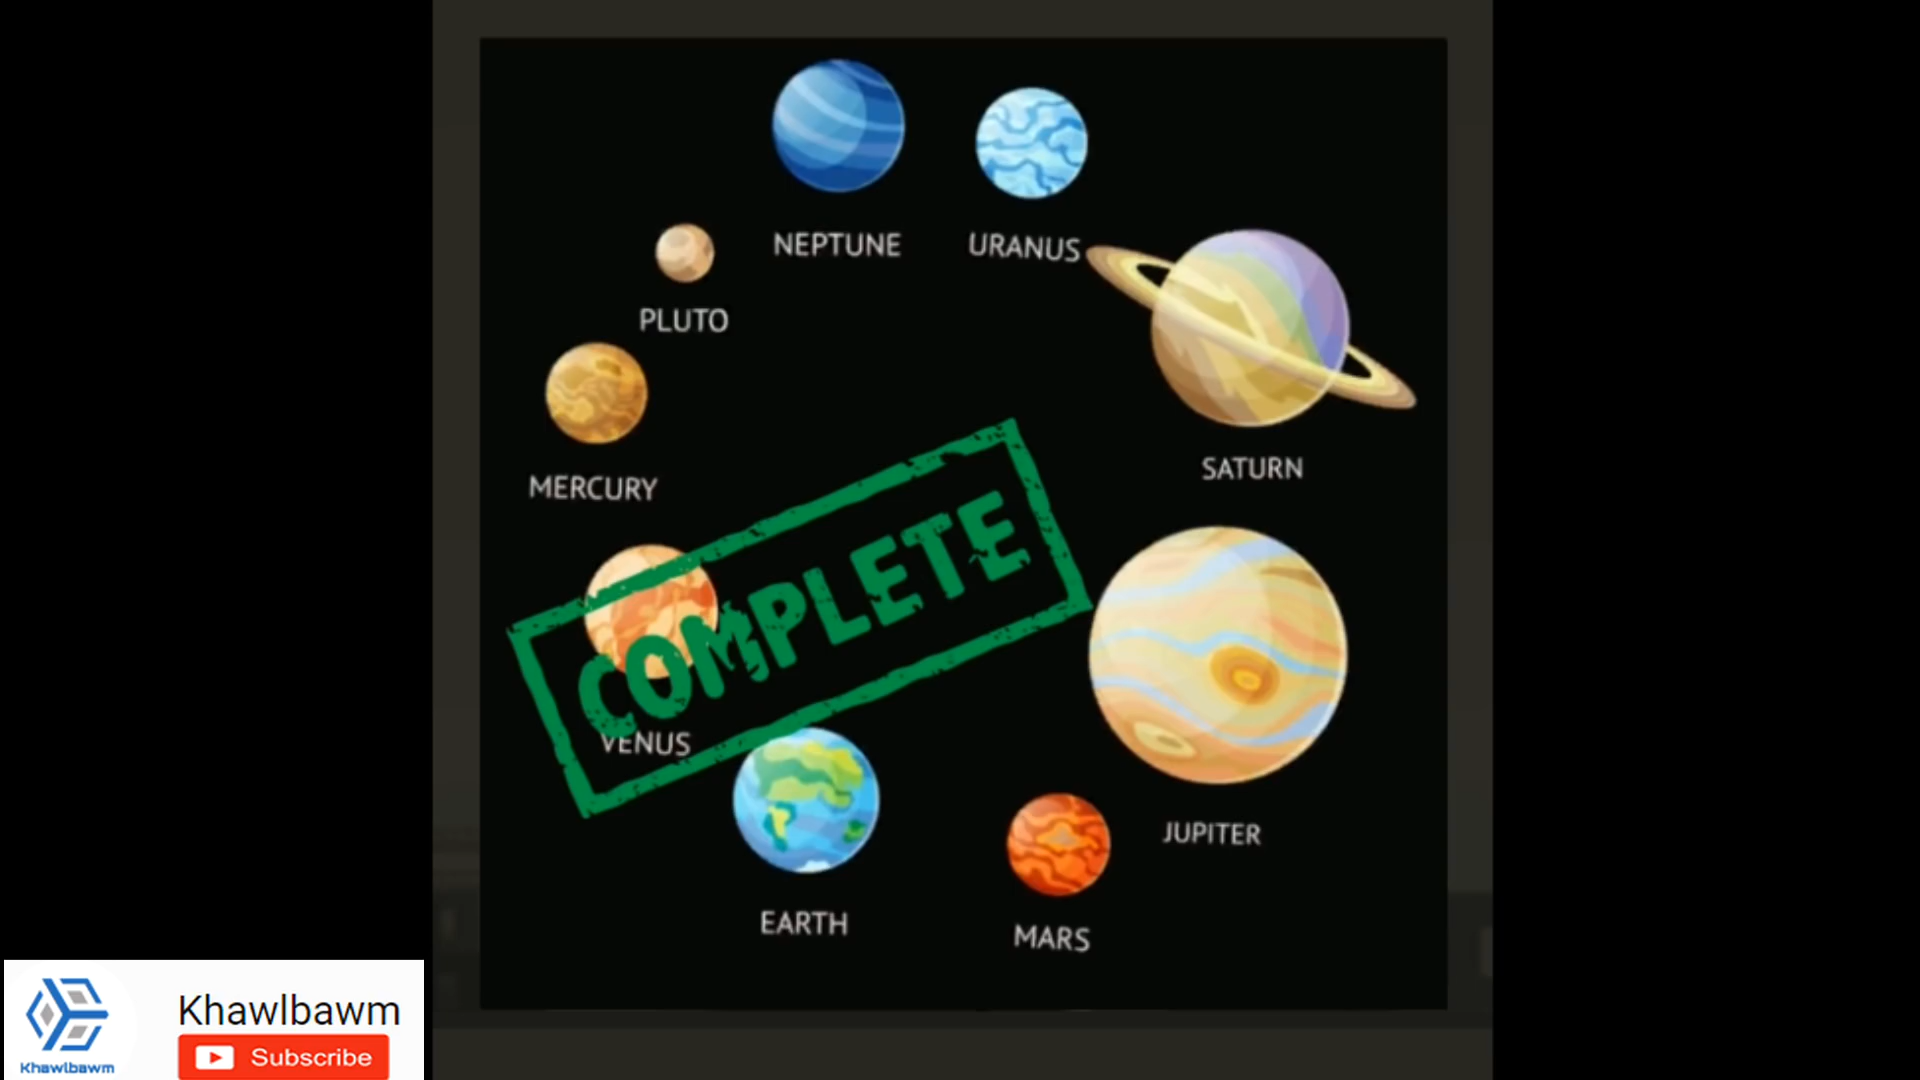 NEPTUNE
URANUS
PLUTO
SATURN
MERCURY
COMPLETE
VENUS
JUPITER
EARTH
MARS
Khawlbawm
Khawlbawm
Subscribe